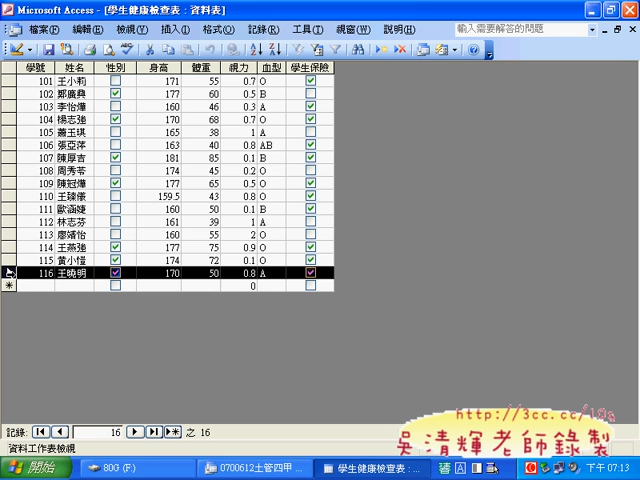 Microsoft Access - [學生健康檢查表 : 資料表]
檔案(F) 編輯(E) 檢視(V) 插入(I) 格式(O) 記錄(R) 工具(T) 視窗(W) 說明(H) 輸入需要解答的問題
學號 姓名 性別 身高 體重 視力 血型 學生保險
101 王小莉 171 55 0.7 O
102 鄭廣興 177 60 0.5 B
103 李怡燁 160 46 0.3 A
104 楊志強 170 68 0.7 O
105 蕭玉琪 165 38 1 A
106 張亞萍 163 40 0.8 AB
107 陳厚吉 177 85 0.1 B
108 周秀苓 174 45 0.2 O
109 陳冠燁 177 65 0.5 O
110 王瑧儀 159.5 43 0.8 O
111 歐涵婕 160 50 0.1 B
112 林志芬 161 39 1 A
113 廖婧怡 160 55 2 O
114 王燕強 177 75 0.9 O
115 黃小愷 174 72 0.1 O
116 王曉明 170 50 0.8 A
0
http://3cc.cc/10q
記錄: 16 之 16
吳清輝老師錄製
資料工作表檢視
開始 80G (F:) 0700612土管四甲 學生健康檢查表 : ... 下午 07:13